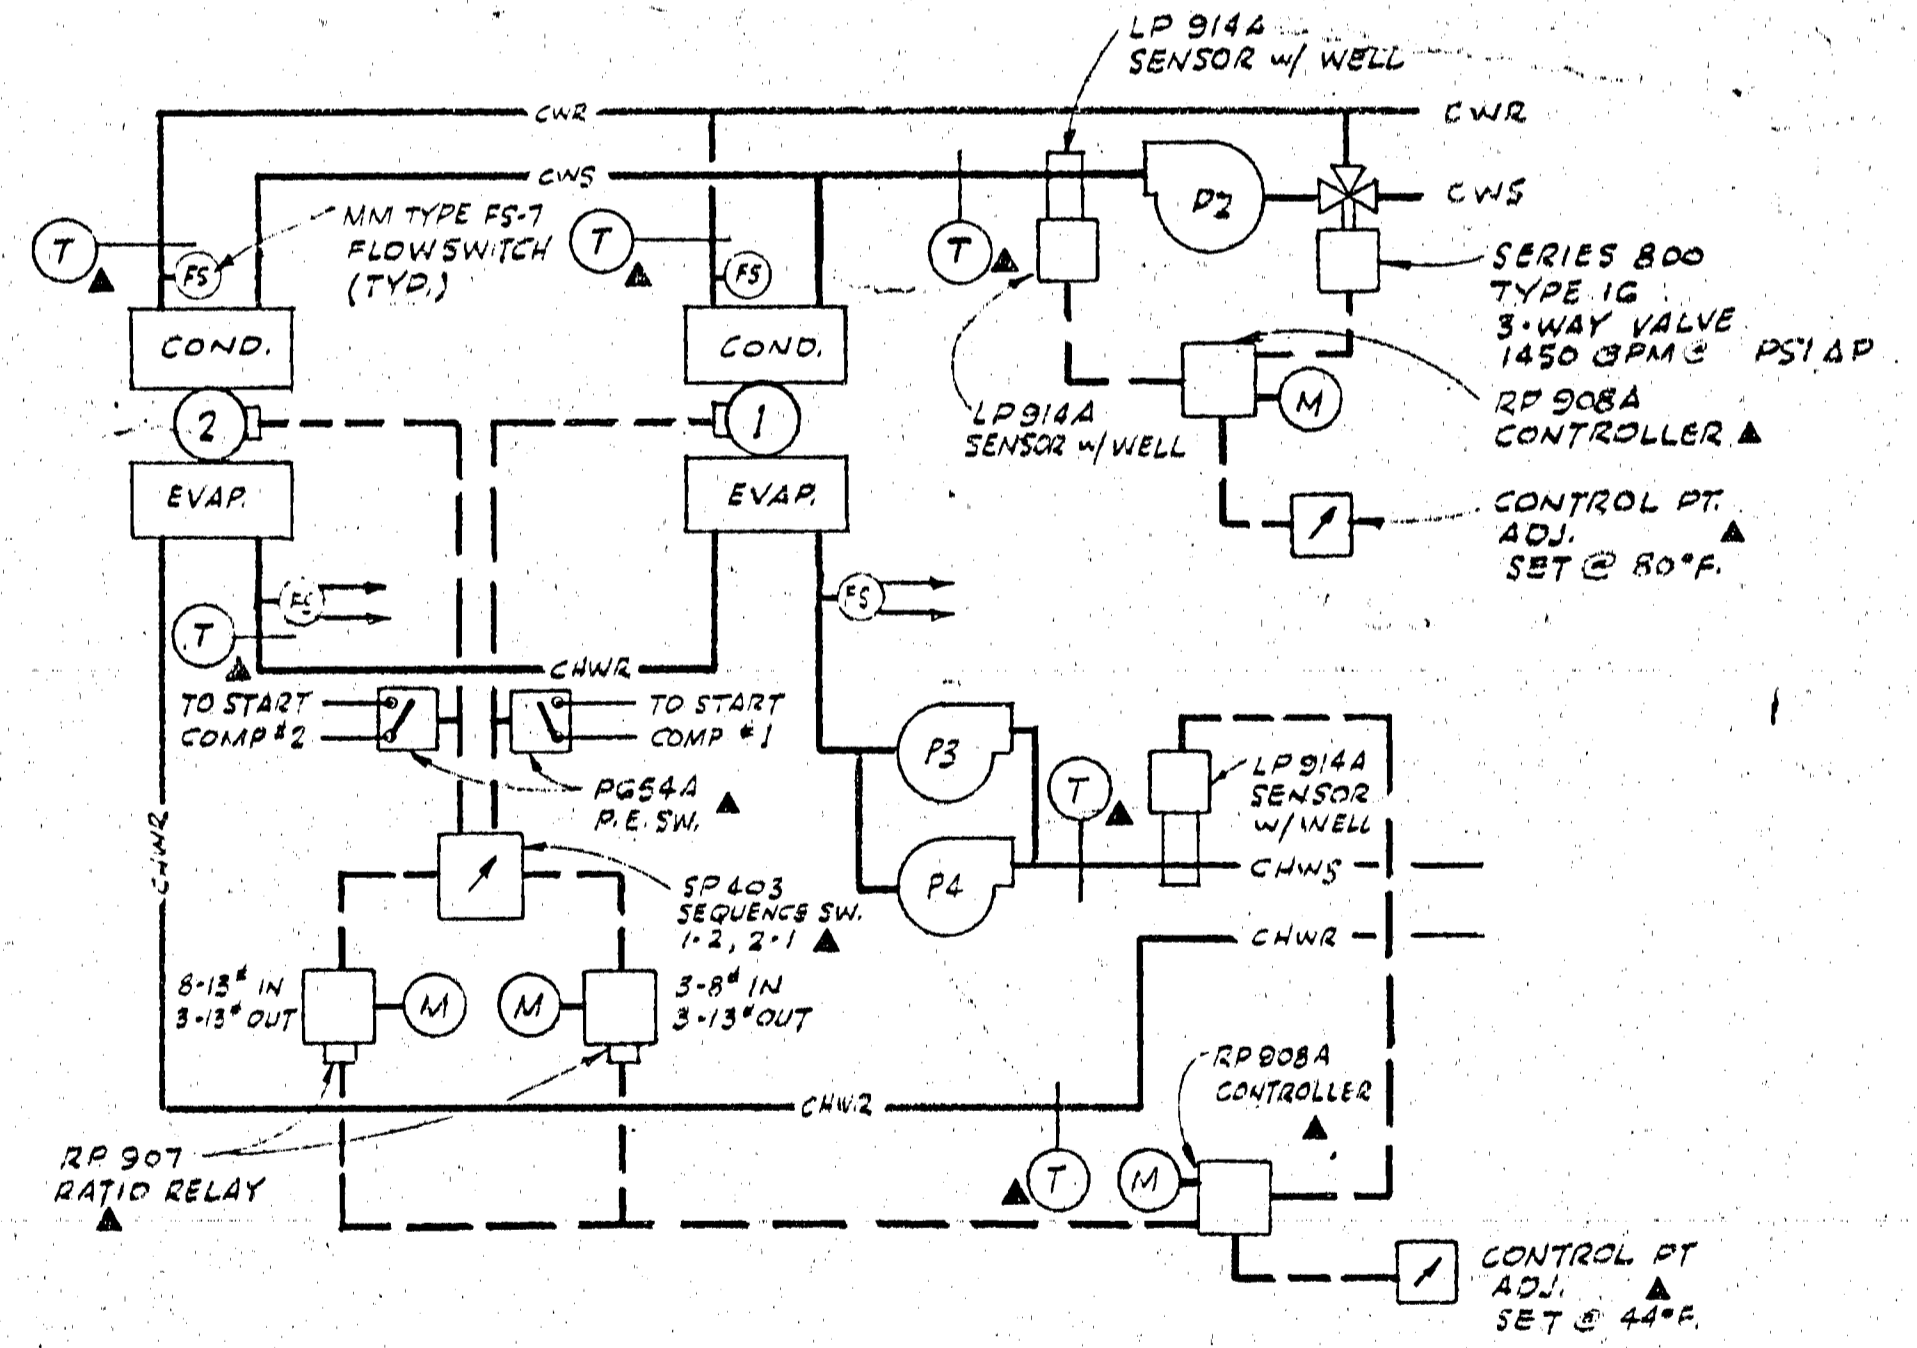 LP 914A
SENSOR w/ WELL
CWR
CWR
CWS
CWS
P2
MM TYPE FS-7
FLOW SWITCH
(TYP.)
T
FS
T
FS
T
SERIES 800
TYPE 1G
3-WAY VALVE
1450 GPM @ PSI ΔP
COND.
COND.
RP 908A
CONTROLLER
M
LP 914A
SENSOR w/ WELL
2
1
EVAP.
EVAP.
CONTROL PT.
ADJ.
SET @ 80°F.
FS
FS
T
CHWR
TO START
COMP #2
TO START
COMP #1
PG54A
P.E. SW.
P3
T
LP 914A
SENSOR
w/ WELL
CHWR
SP 403
SEQUENCE SW.
1-2, 2-1
P4
CHWS
CHWR
8-13# IN
3-13# OUT
M
M
3-8# IN
3-13# OUT
RP 908A
CONTROLLER
CHWR
RP 907
RATIO RELAY
T
M
CONTROL PT
ADJ.
SET @ 44°F.